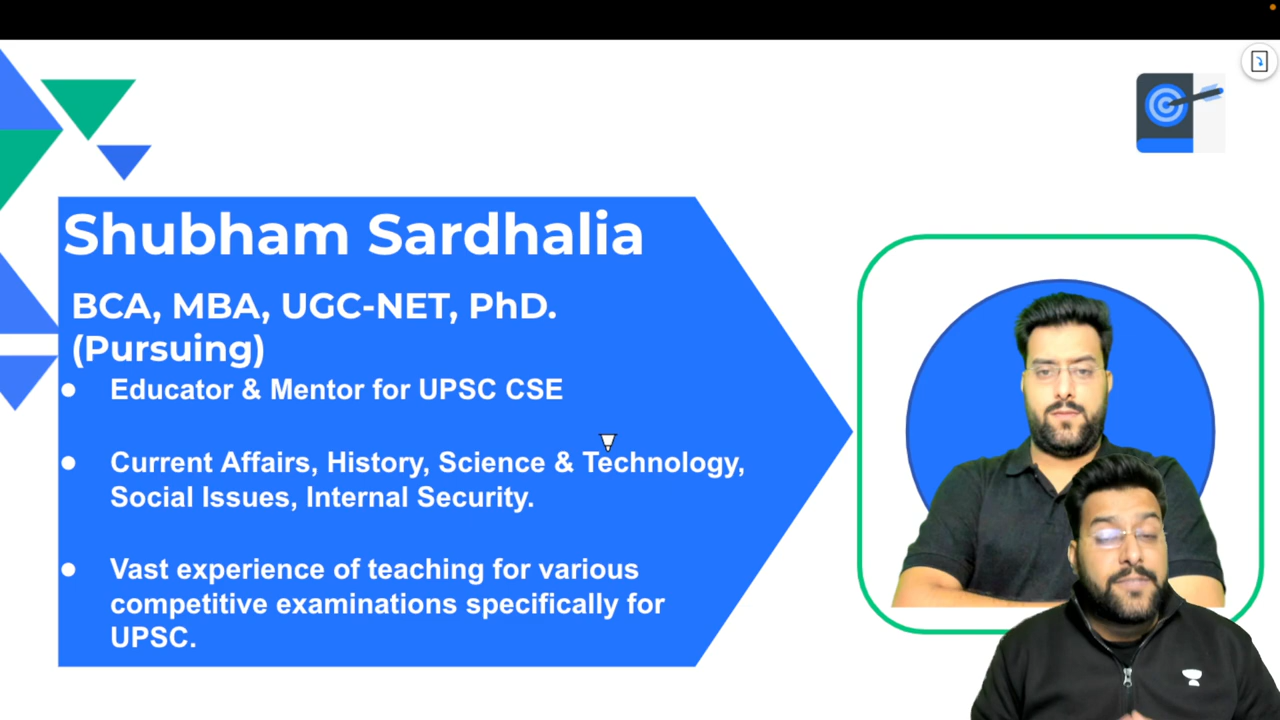 Shubham Sardhalia
BCA, MBA, UGC-NET, PhD.
(Pursuing)
● Educator & Mentor for UPSC CSE
● Current Affairs, History, Science & Technology,
Social Issues, Internal Security.
● Vast experience of teaching for various
competitive examinations specifically for
UPSC.